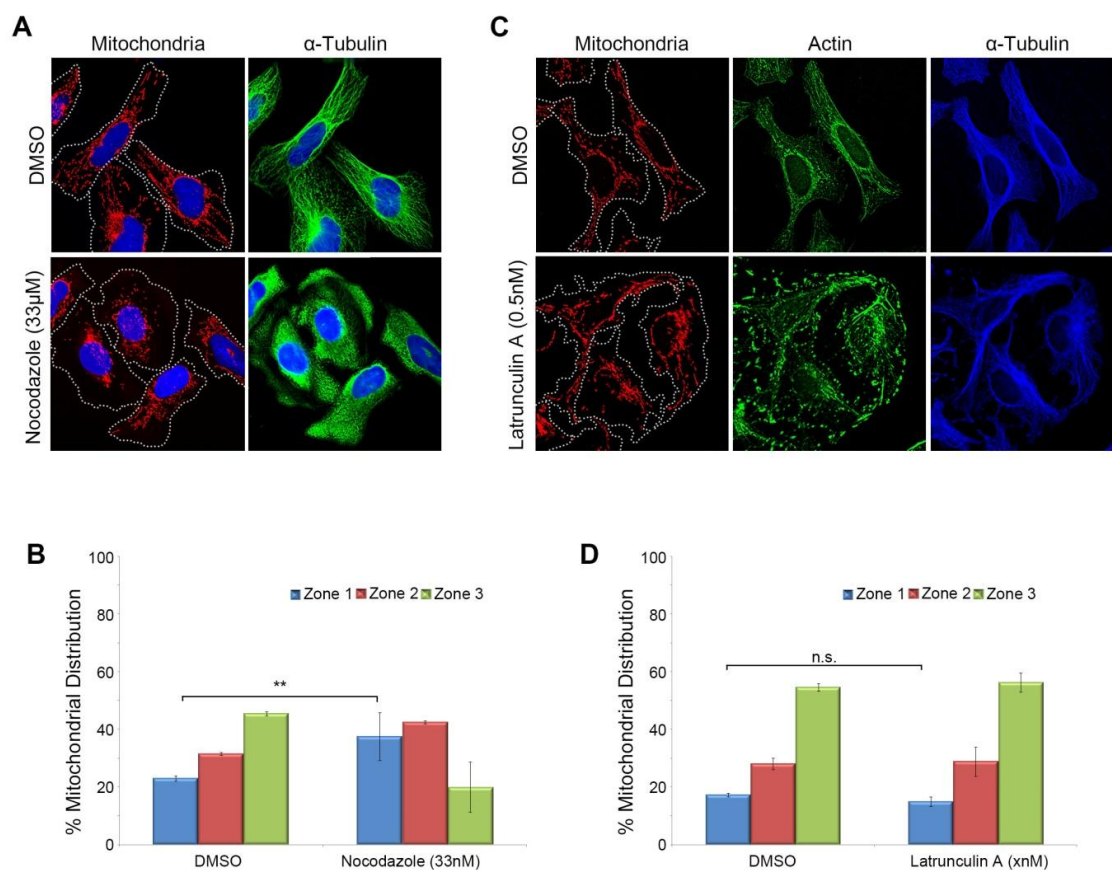 A
Mitochondria α-Tubulin
DMSO
Nocodazole (33µM)
C
Mitochondria Actin α-Tubulin
DMSO
Latrunculin A (0.5nM)
B
% Mitochondrial Distribution
100
80
60
40
20
0
Zone 1 Zone 2 Zone 3
**
DMSO Nocodazole (33nM)
D
% Mitochondrial Distribution
100
80
60
40
20
0
Zone 1 Zone 2 Zone 3
n.s.
DMSO Latrunculin A (xnM)